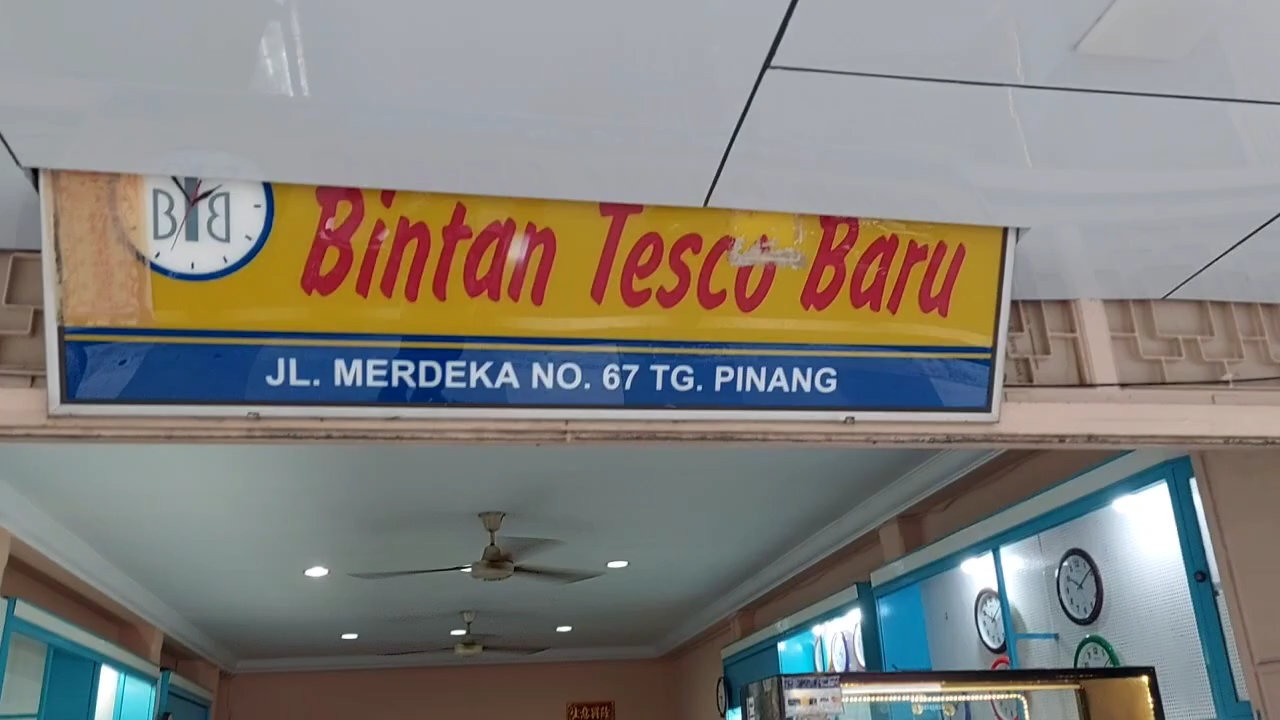 BTB
Bintan Tesco Baru
JL. MERDEKA NO. 67 TG. PINANG